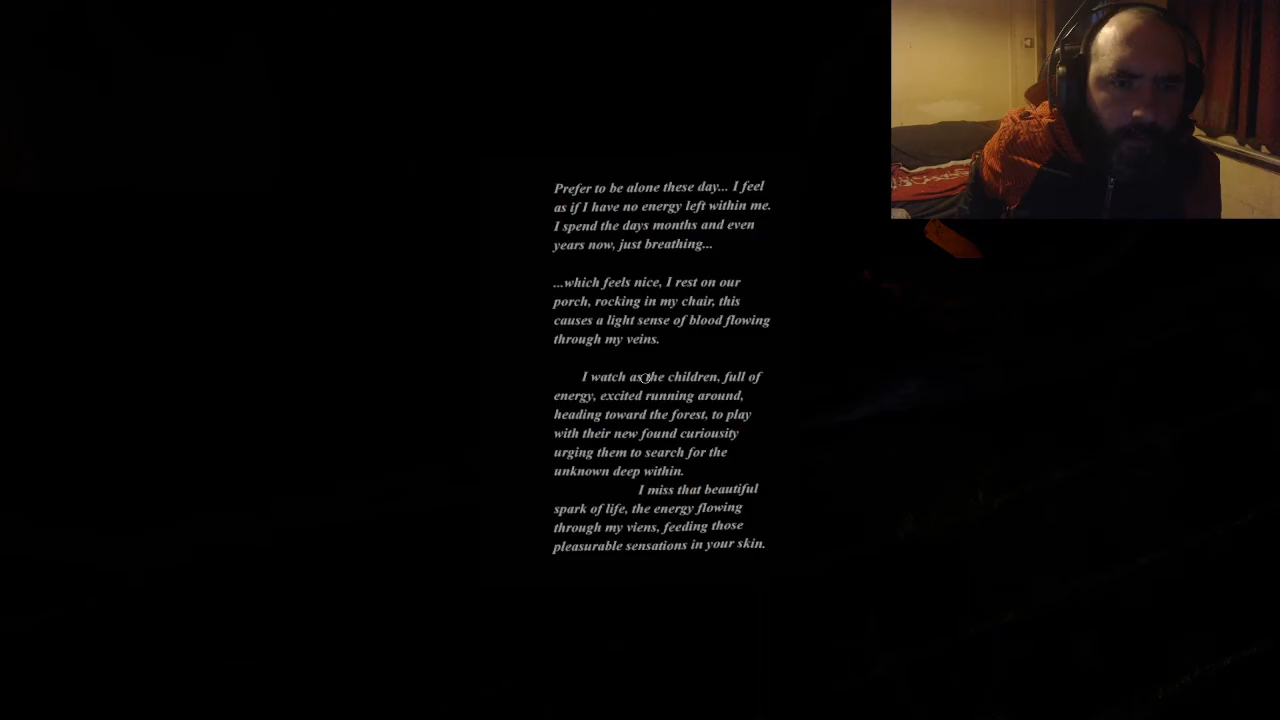 Prefer to be alone these day... I feel
as if I have no energy left within me.
I spend the days months and even
years now, just breathing...
...which feels nice, I rest on our
porch, rocking in my chair, this
causes a light sense of blood flowing
through my veins.
I watch as the children, full of
energy, excited running around,
heading toward the forest, to play
with their new found curiousity
urging them to search for the
unknown deep within.
I miss that beautiful
spark of life, the energy flowing
through my viens, feeding those
pleasurable sensations in your skin.